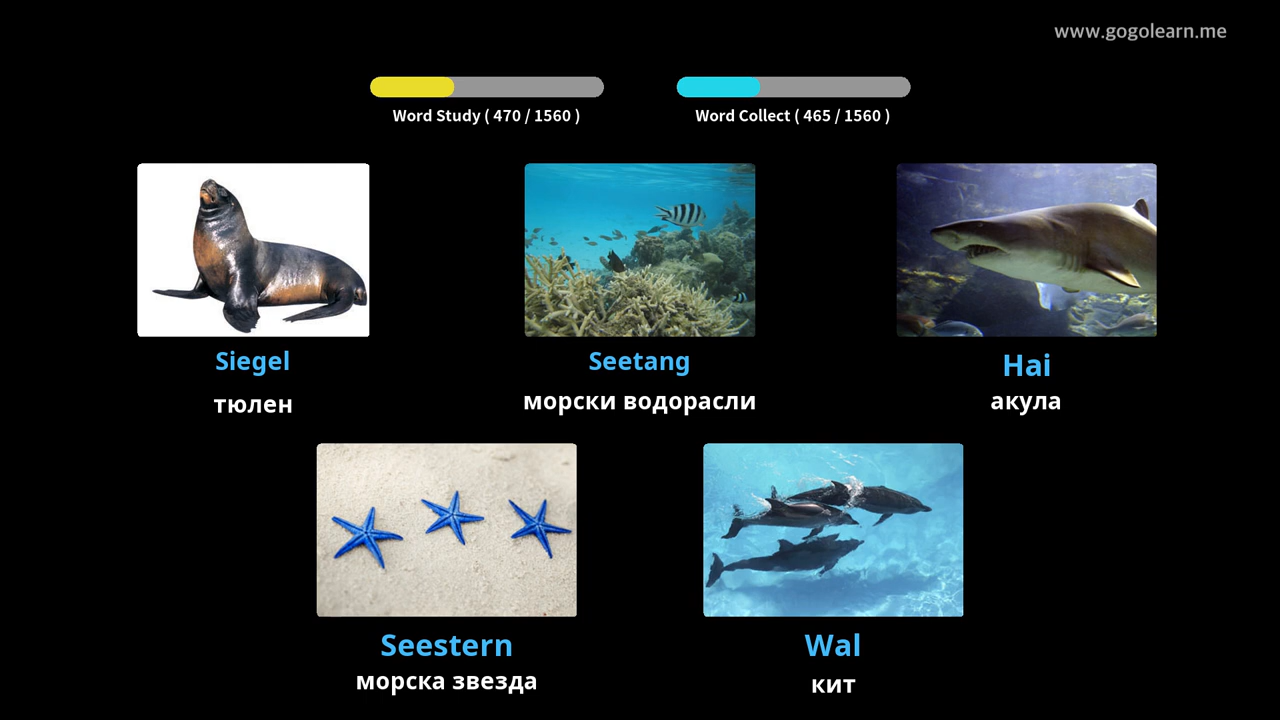 www.gogolearn.me
Word Study ( 470 / 1560 )
Word Collect ( 465 / 1560 )
Siegel
тюлен
Seetang
морски водорасли
Hai
акула
Seestern
морска звезда
Wal
кит